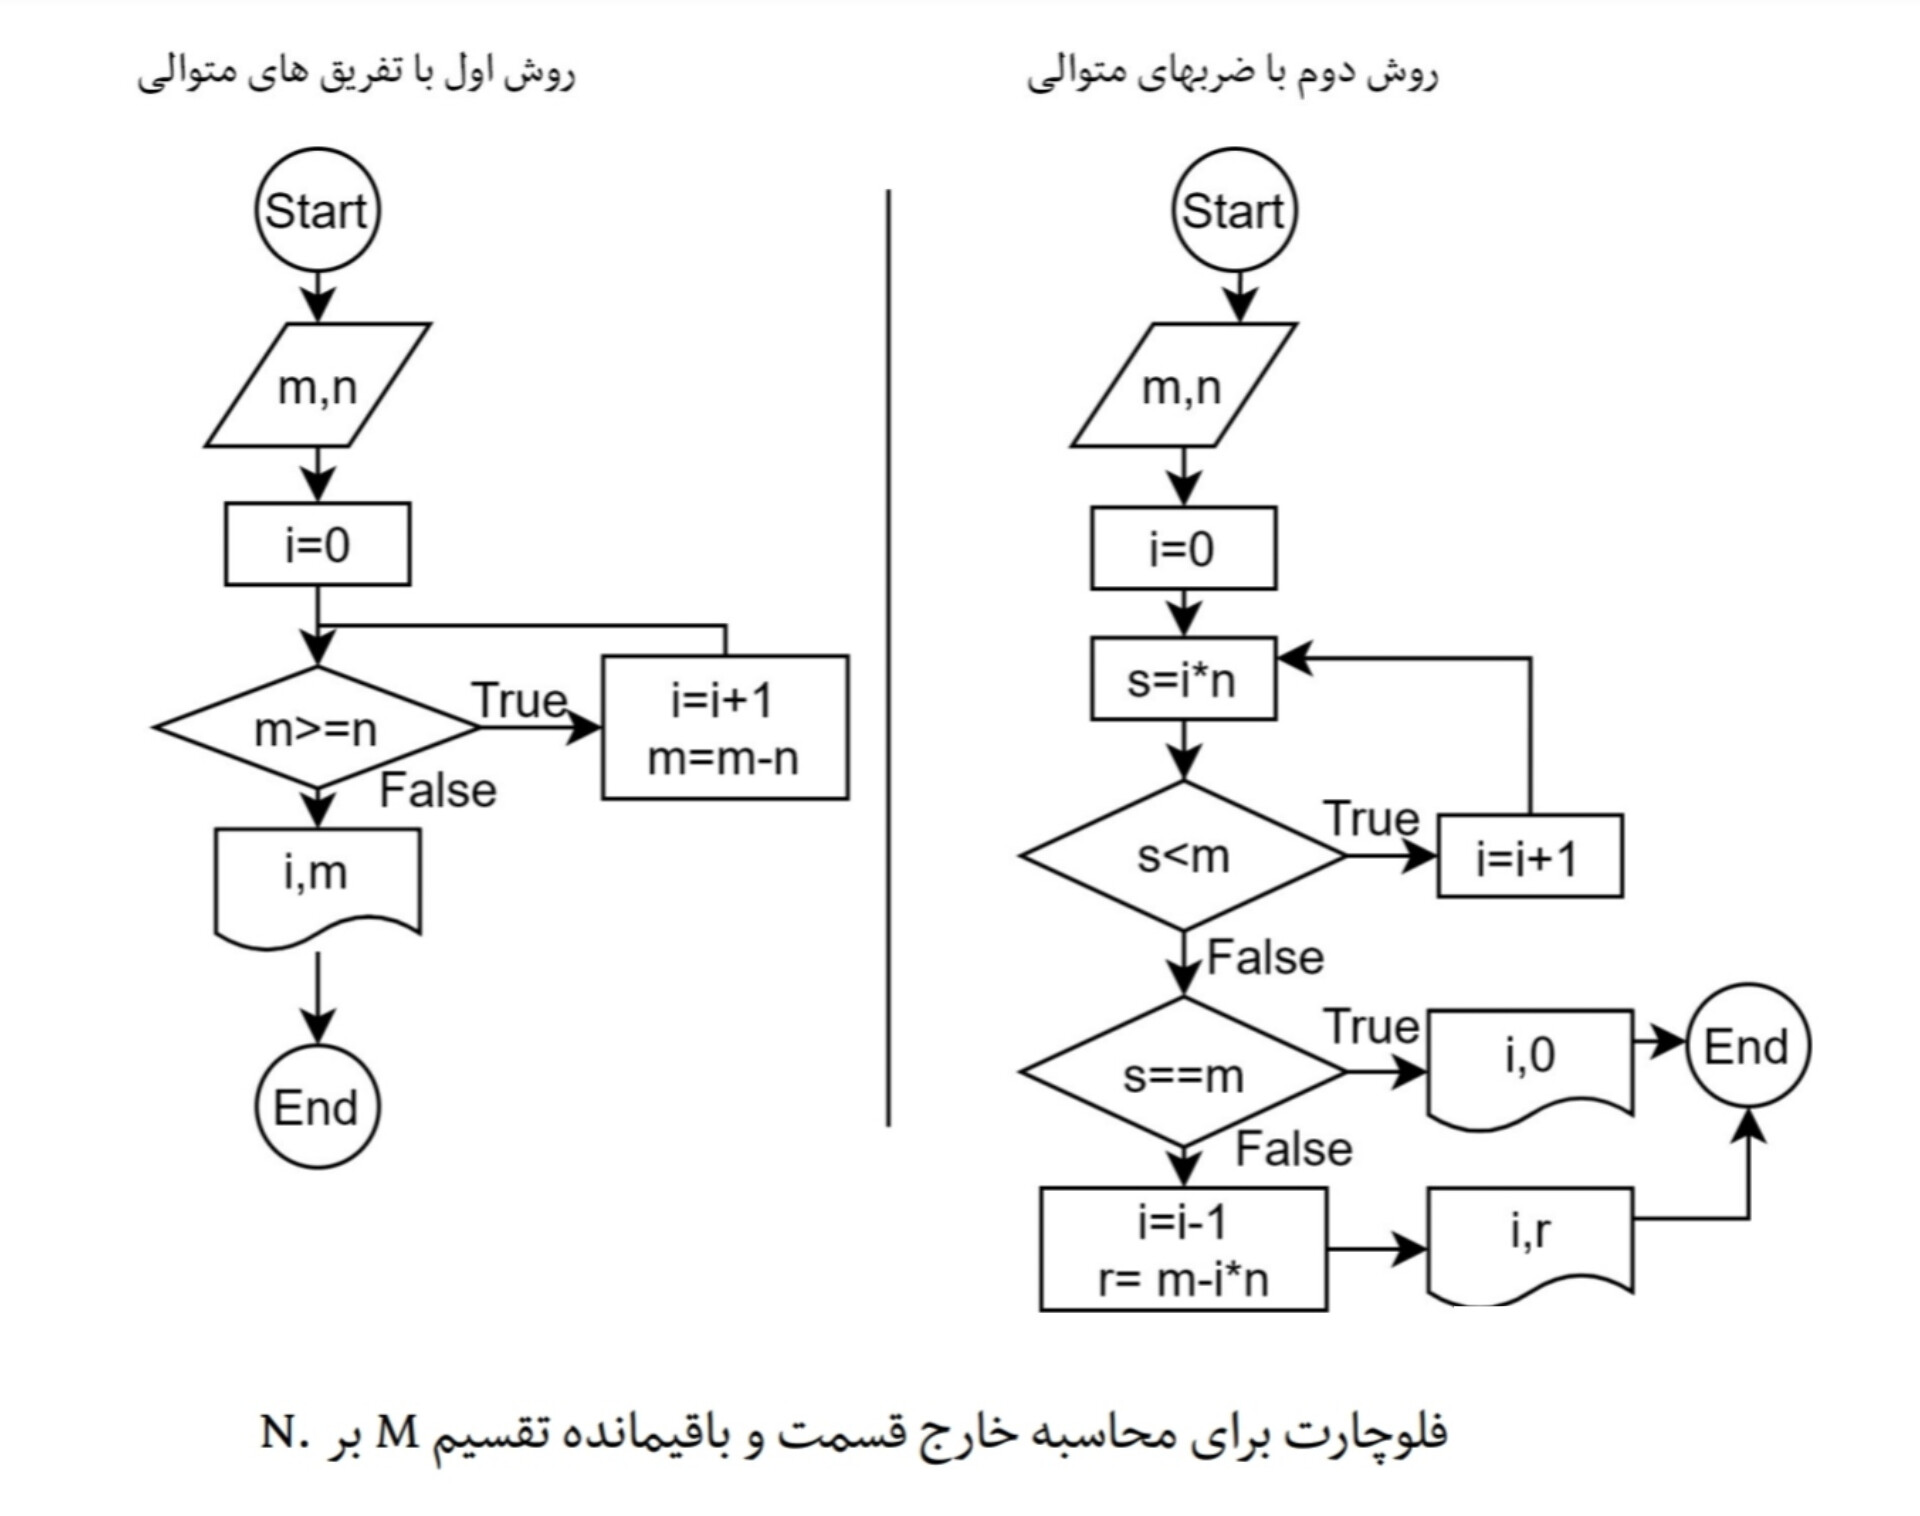 روش اول با تفریق های متوالی
Start
m,n
i=0
m>=n
True
i=i+1
m=m-n
False
i,m
End
روش دوم با ضربهای متوالی
Start
m,n
i=0
s=i*n
s<m
True
i=i+1
False
s==m
True
i,0
End
False
i=i-1
r= m-i*n
i,r
فلوچارت برای محاسبه خارج قسمت و باقیمانده تقسیم M بر N.